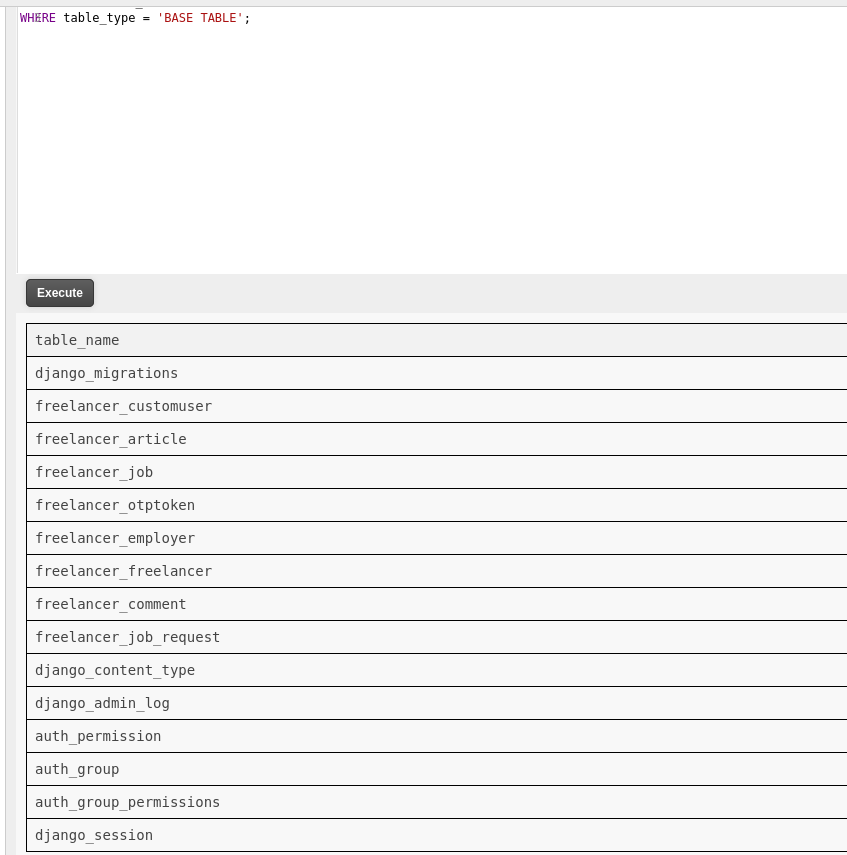 WHERE table_type = 'BASE TABLE';
Execute
table_name
django_migrations
freelancer_customuser
freelancer_article
freelancer_job
freelancer_otptoken
freelancer_employer
freelancer_freelancer
freelancer_comment
freelancer_job_request
django_content_type
django_admin_log
auth_permission
auth_group
auth_group_permissions
django_session